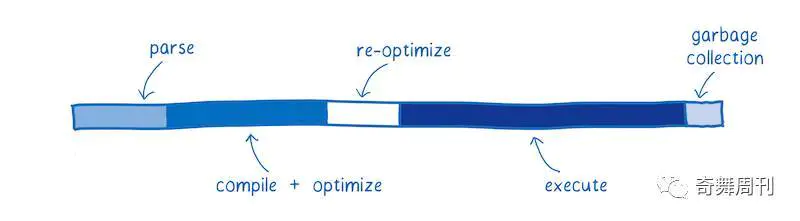 parse
re-optimize
garbage
collection
compile + optimize
execute
奇舞周刊